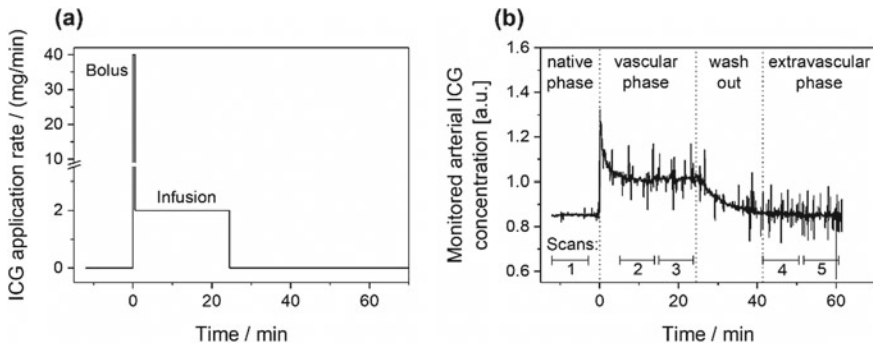 (a)
ICG application rate / (mg/min)
40
30
20
10
2
0
Bolus
Infusion
0
20
40
60
Time / min
(b)
Monitored arterial ICG
concentration [a.u.]
1.6
1.4
1.2
1.0
0.8
0.6
native
phase
vascular
phase
wash
out
extravascular
phase
Scans:
1
2
3
4
5
0
20
40
60
Time / min